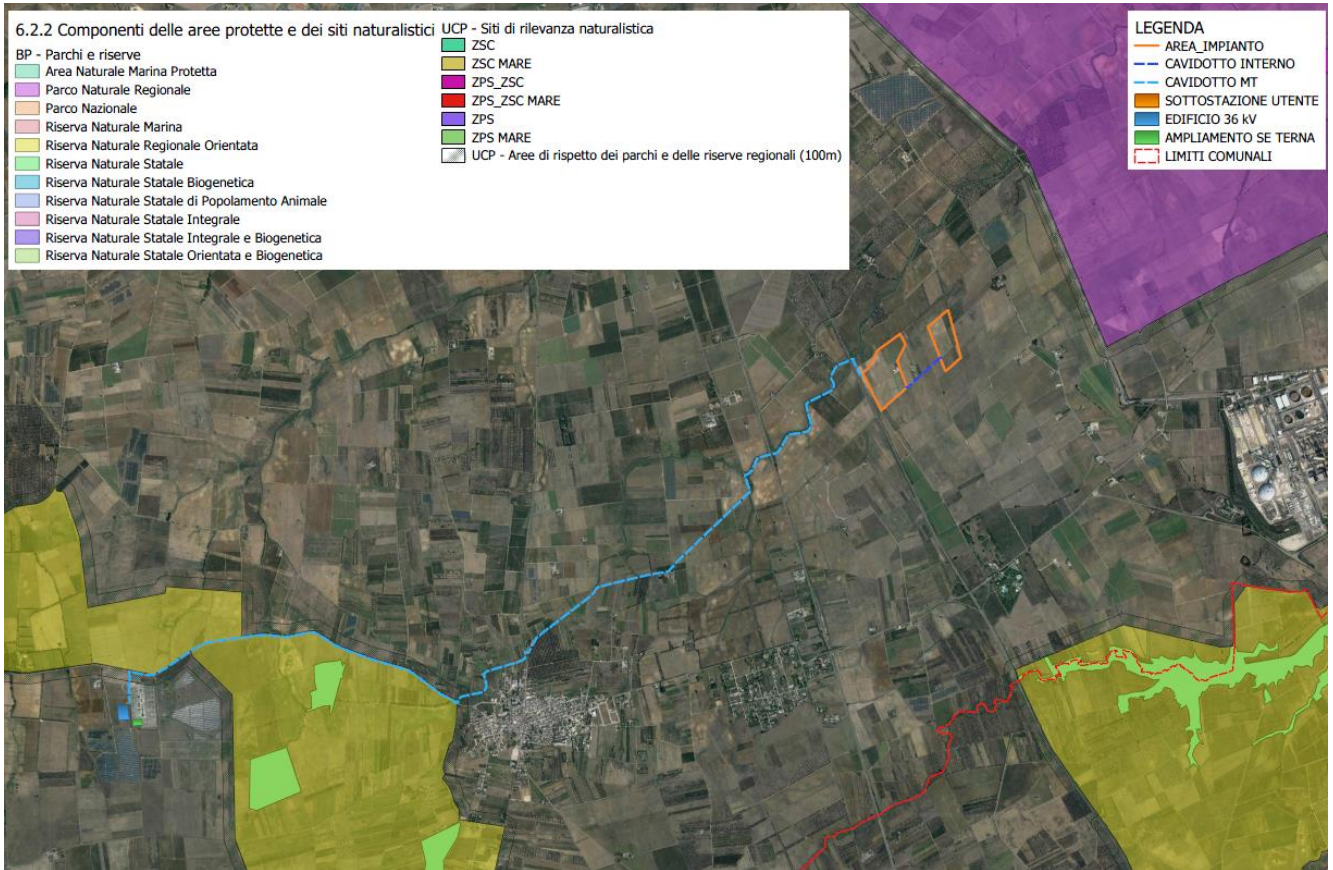 6.2.2 Componenti delle aree protette e dei siti naturalistici
BP - Parchi e riserve
Area Naturale Marina Protetta
Parco Naturale Regionale
Parco Nazionale
Riserva Naturale Marina
Riserva Naturale Regionale Orientata
Riserva Naturale Statale
Riserva Naturale Statale Biogenetica
Riserva Naturale Statale di Popolamento Animale
Riserva Naturale Statale Integrale
Riserva Naturale Statale Integrale e Biogenetica
Riserva Naturale Statale Orientata e Biogenetica
UCP - Siti di rilevanza naturalistica
ZSC
ZSC MARE
ZPS_ZSC
ZPS_ZSC MARE
ZPS
ZPS MARE
UCP - Aree di rispetto dei parchi e delle riserve regionali (100m)
LEGENDA
AREA_IMPIANTO
CAVIDOTTO INTERNO
CAVIDOTTO MT
SOTTOSTAZIONE UTENTE
EDIFICIO 36 kV
AMPLIAMENTO SE TERNA
LIMITI COMUNALI